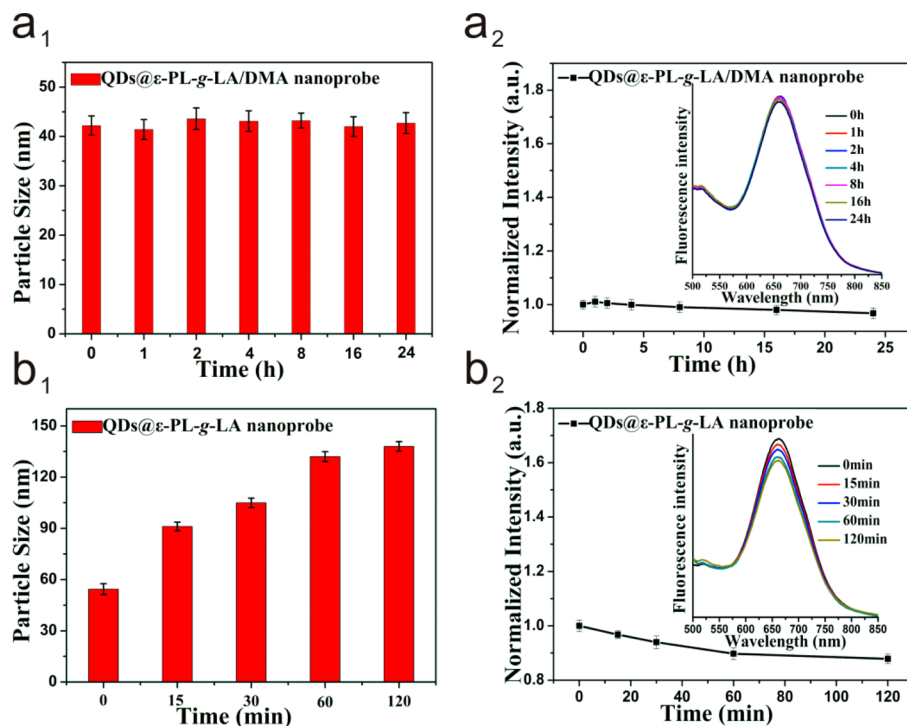 a1
QDs@ε-PL-g-LA/DMA nanoprobe
Particle Size (nm)
50
40
30
20
10
0
0 1 2 4 8 16 24
Time (h)
a2
QDs@ε-PL-g-LA/DMA nanoprobe
Normalized Intensity (a.u.)
1.8
1.6
1.4
1.2
1.0
Fluorescence intensity
0h
1h
2h
4h
8h
16h
24h
500 550 600 650 700 750 800 850
Wavelength (nm)
0 5 10 15 20 25
Time (h)
b1
QDs@ε-PL-g-LA nanoprobe
Particle Size (nm)
150
120
90
60
30
0
0 15 30 60 120
Time (min)
b2
QDs@ε-PL-g-LA nanoprobe
Normalized Intensity (a.u.)
1.8
1.6
1.4
1.2
1.0
0.8
Fluorescence intensity
0min
15min
30min
60min
120min
500 550 600 650 700 750 800 850
Wavelength (nm)
0 20 40 60 80 100 120
Time (min)